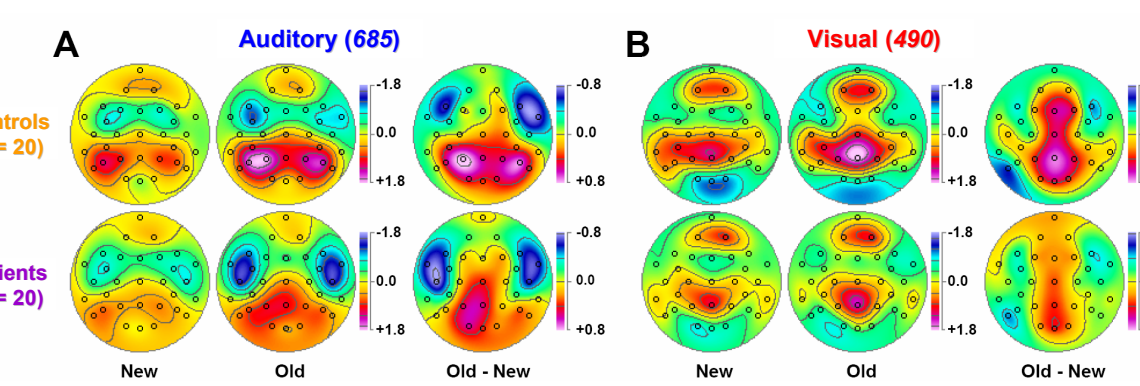 A
Auditory (685)
B
Visual (490)
-1.8
-0.8
-1.8
ntrols
= 20)
0.0
0.0
0.0
+1.8
+0.8
+1.8
-1.8
-0.8
-1.8
ients
= 20)
0.0
0.0
0.0
+1.8
+0.8
+1.8
New
Old
Old - New
New
Old
Old - New